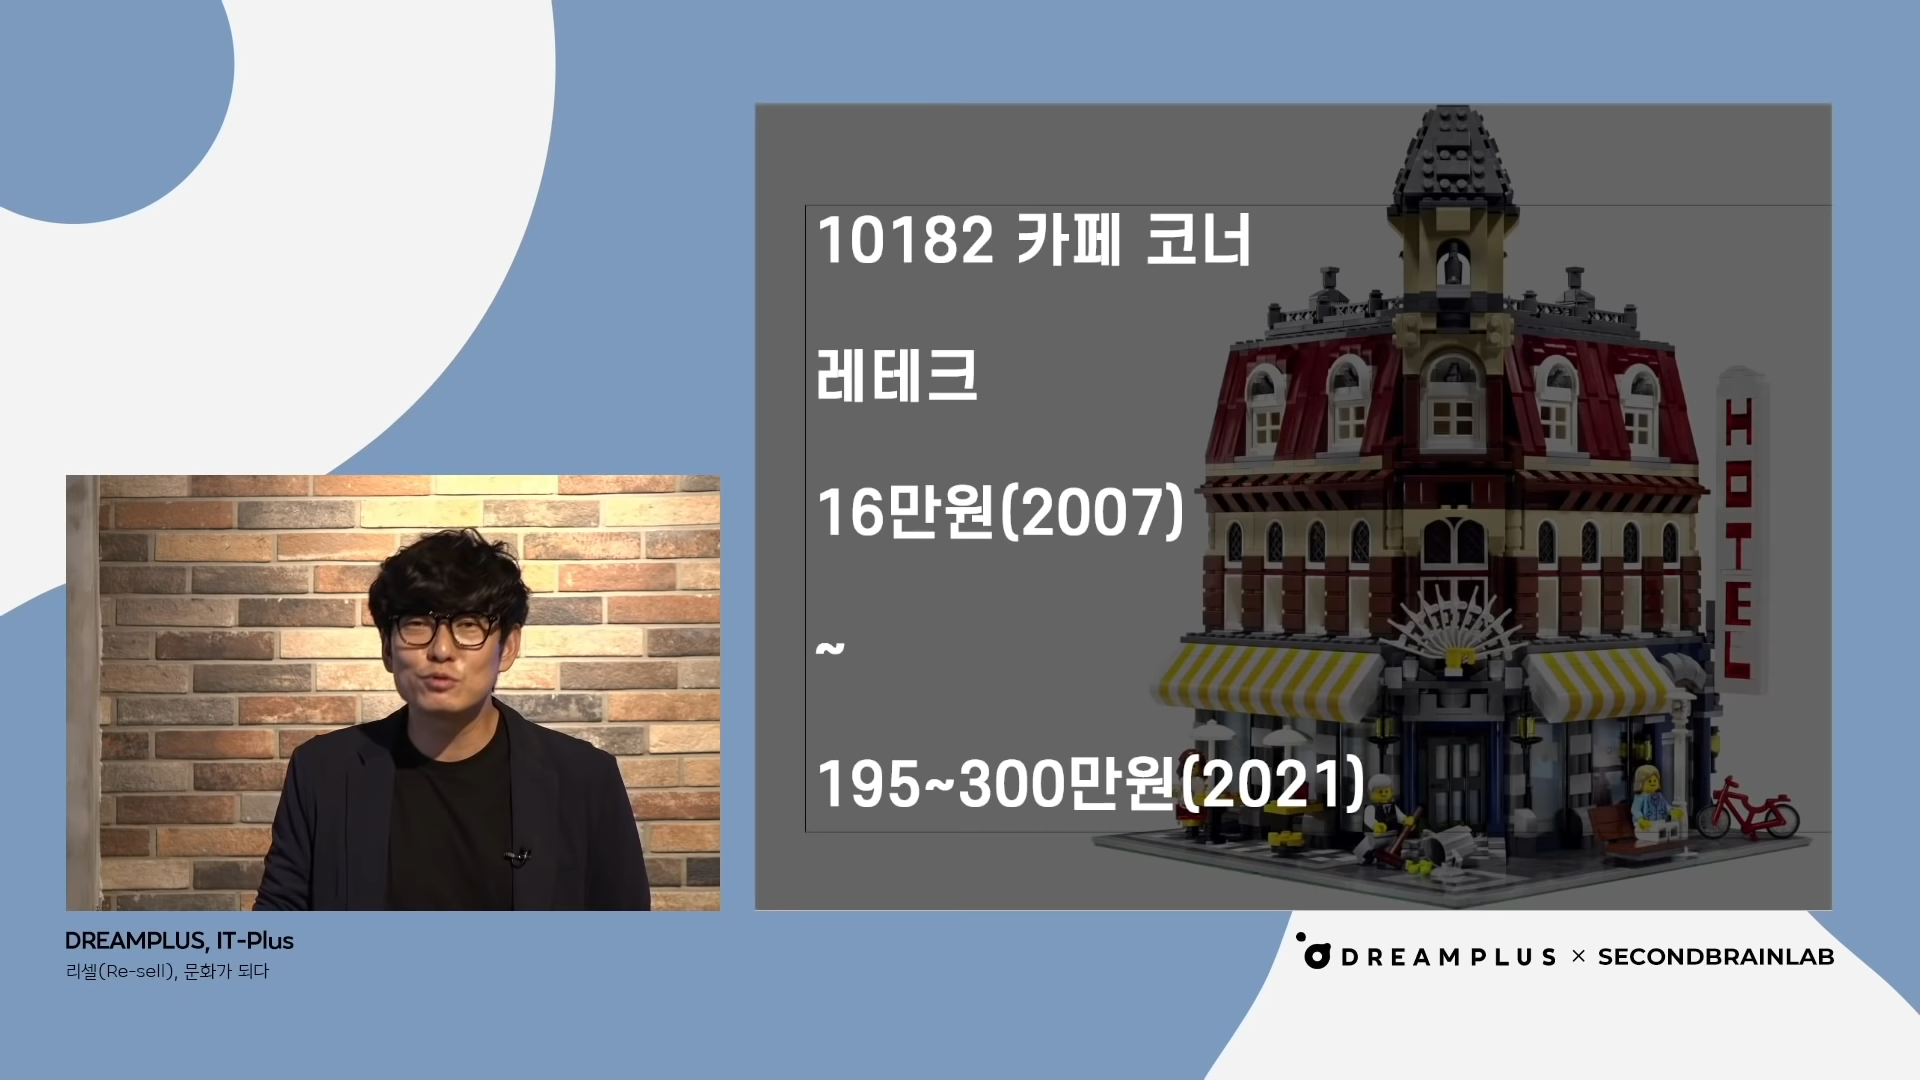 10182 카페 코너
레테크
16만원(2007)
~
195~300만원(2021)
HOTEL
DREAMPLUS, IT-Plus
리셀(Re-sell), 문화가 되다
DREAMPLUS × SECONDBRAINLAB